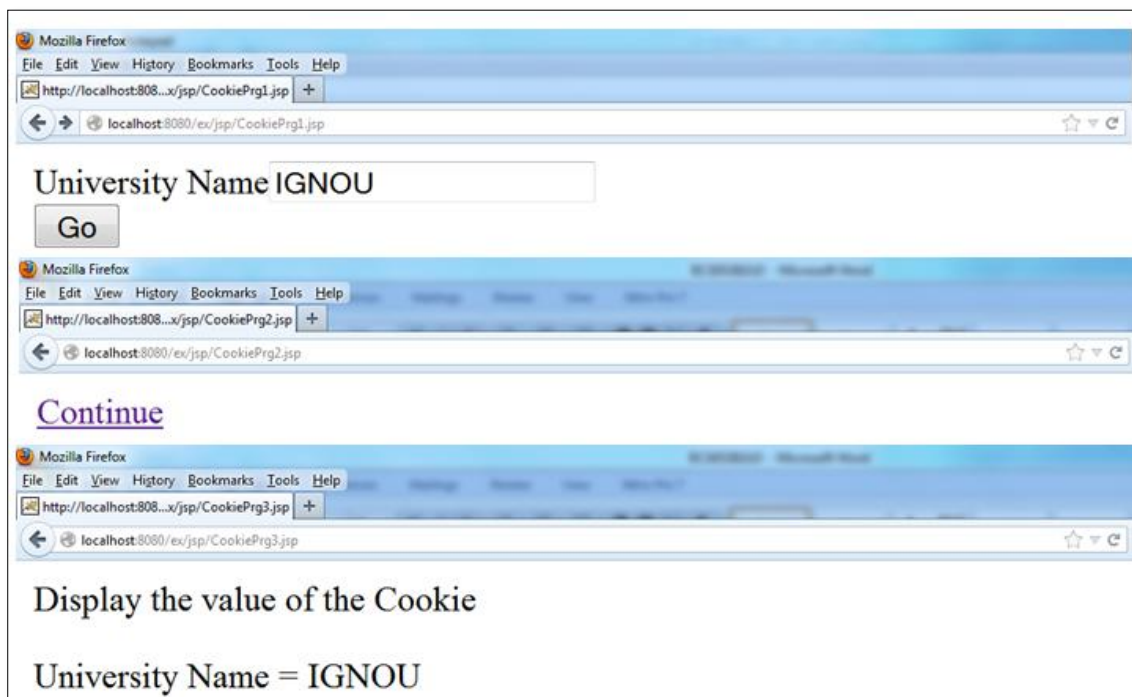 Mozilla Firefox
File Edit View History Bookmarks Tools Help
http://localhost:808...x/jsp/CookiePrg1.jsp +
localhost:8080/ex/jsp/CookiePrg1.jsp
University Name IGNOU
Go
Mozilla Firefox
File Edit View History Bookmarks Tools Help
http://localhost:808...x/jsp/CookiePrg2.jsp +
localhost:8080/ex/jsp/CookiePrg2.jsp
Continue
Mozilla Firefox
File Edit View History Bookmarks Tools Help
http://localhost:808...x/jsp/CookiePrg3.jsp +
localhost:8080/ex/jsp/CookiePrg3.jsp
Display the value of the Cookie
University Name = IGNOU